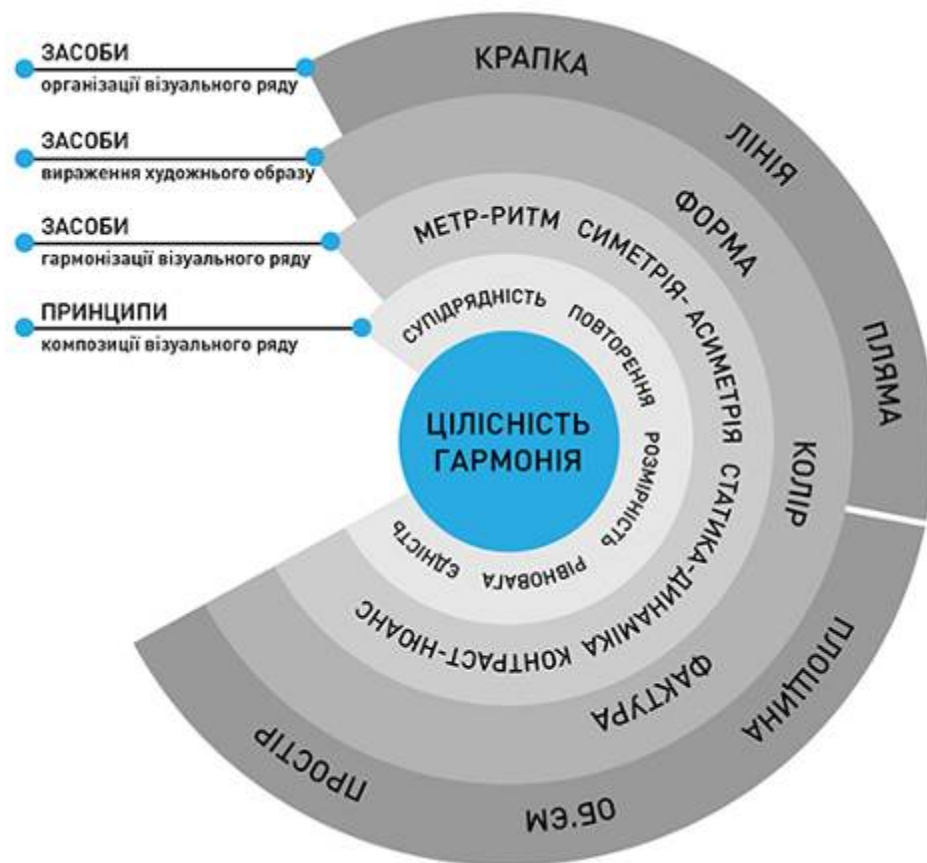 ЗАСОБИ
організації візуального ряду
ЗАСОБИ
вираження художнього образу
ЗАСОБИ
гармонізації візуального ряду
ПРИНЦИПИ
композиції візуального ряду
КРАПКА
ЛІНІЯ
ПЛЯМА
ПЛОЩИНА
ОБ'ЄМ
ПРОСТІР
ФОРМА
КОЛІР
ФАКТУРА
МЕТР-РИТМ
СИМЕТРІЯ-АСИМЕТРІЯ
СТАТИКА-ДИНАМІКА
КОНТРАСТ-НЮАНС
СУПІДРЯДНІСТЬ
ПОВТОРЕННЯ
РОЗМІРНІСТЬ
РІВНОВАГА
ЄДНІСТЬ
ЦІЛІСНІСТЬ
ГАРМОНІЯ